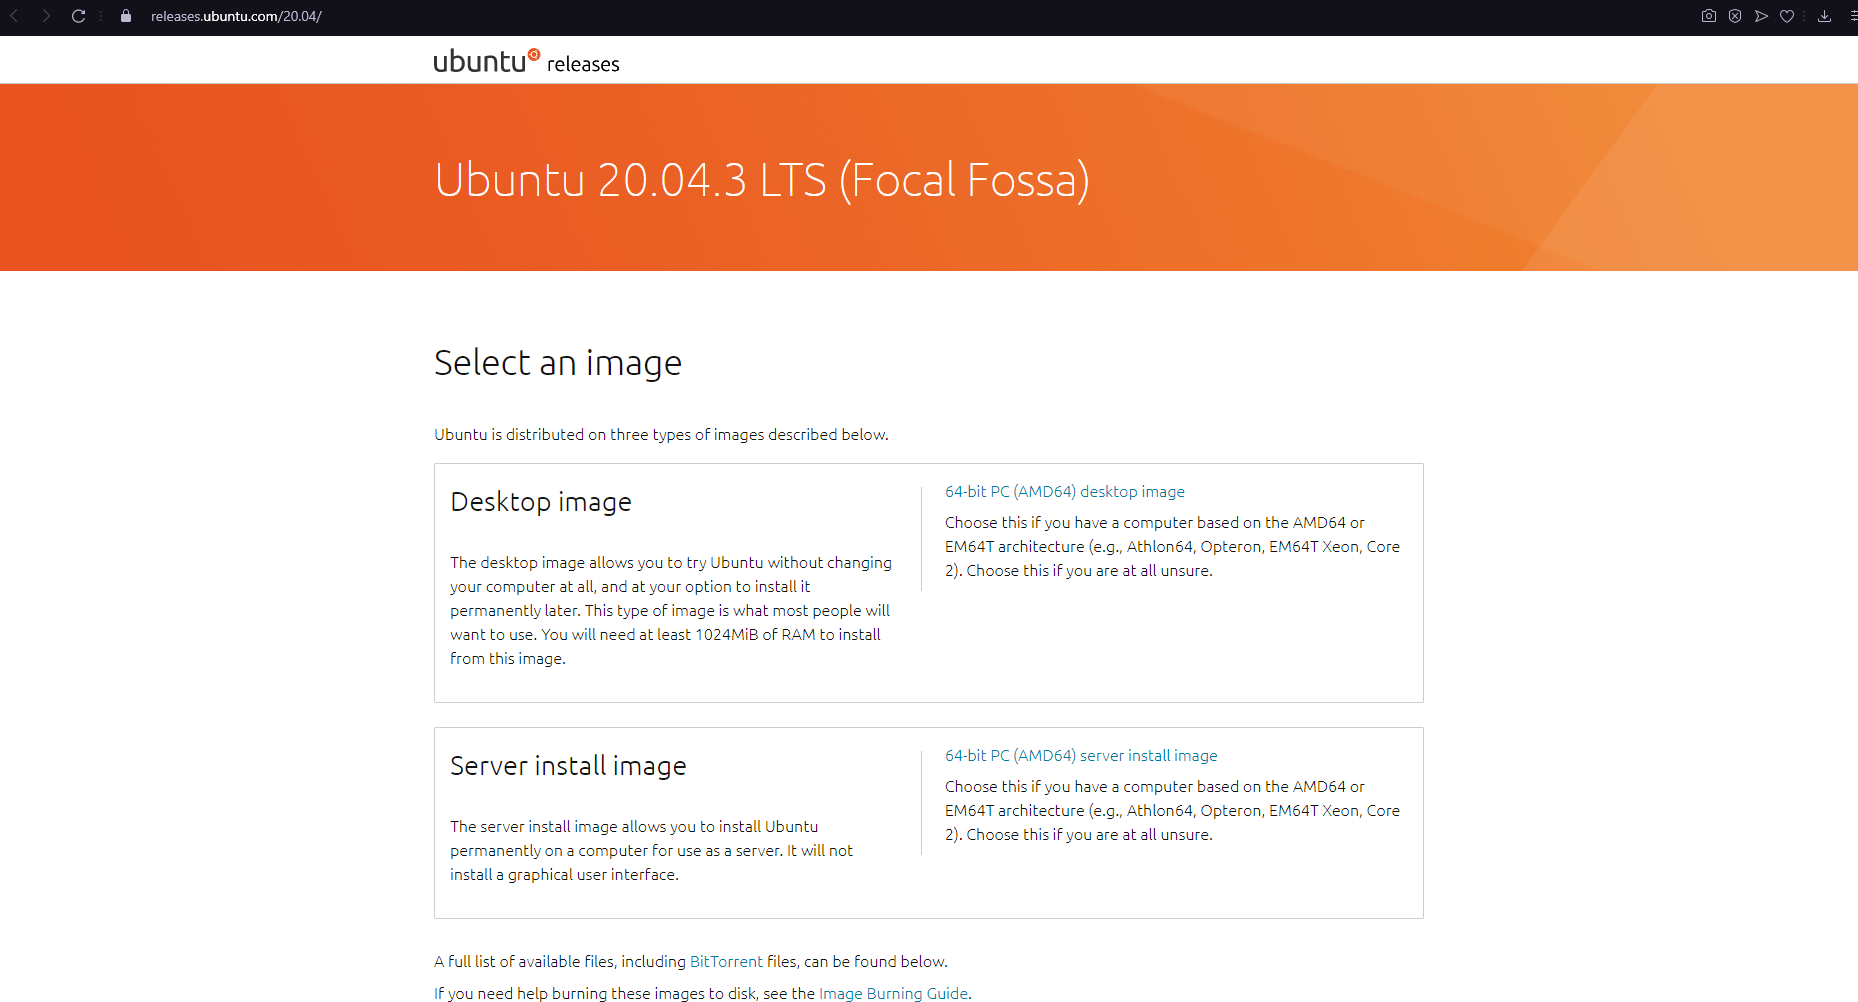 releases.ubuntu.com/20.04/
ubuntu releases
Ubuntu 20.04.3 LTS (Focal Fossa)
Select an image
Ubuntu is distributed on three types of images described below.
Desktop image
The desktop image allows you to try Ubuntu without changing
your computer at all, and at your option to install it
permanently later. This type of image is what most people will
want to use. You will need at least 1024MiB of RAM to install
from this image.
64-bit PC (AMD64) desktop image
Choose this if you have a computer based on the AMD64 or
EM64T architecture (e.g., Athlon64, Opteron, EM64T Xeon, Core
2). Choose this if you are at all unsure.
Server install image
The server install image allows you to install Ubuntu
permanently on a computer for use as a server. It will not
install a graphical user interface.
64-bit PC (AMD64) server install image
Choose this if you have a computer based on the AMD64 or
EM64T architecture (e.g., Athlon64, Opteron, EM64T Xeon, Core
2). Choose this if you are at all unsure.
A full list of available files, including BitTorrent files, can be found below.
If you need help burning these images to disk, see the Image Burning Guide.